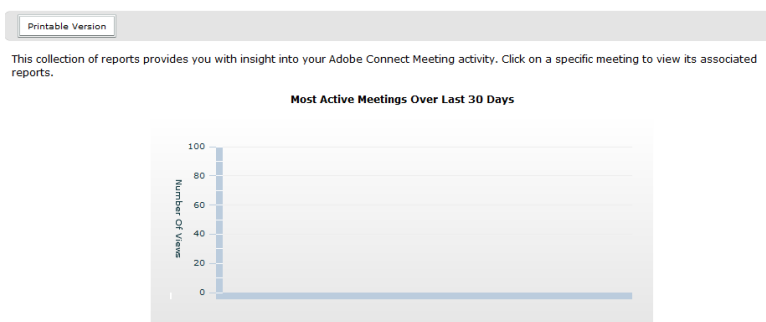 Printable Version
This collection of reports provides you with insight into your Adobe Connect Meeting activity. Click on a specific meeting to view its associated
reports.
Most Active Meetings Over Last 30 Days
100
80
60
40
20
0
Number Of Views